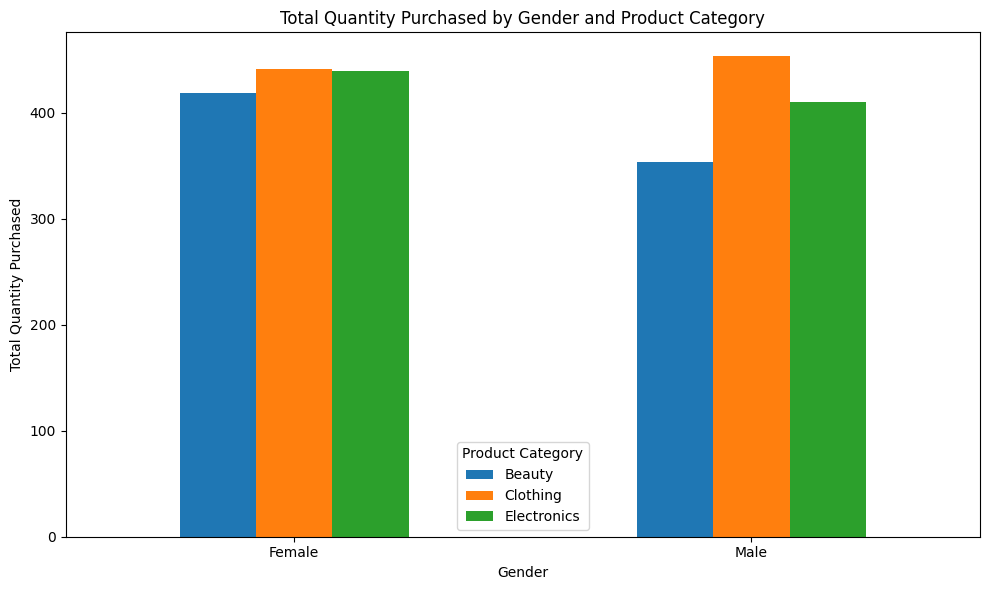 Total Quantity Purchased by Gender and Product Category
Total Quantity Purchased
400
300
200
100
0
Product Category
Beauty
Clothing
Electronics
Female
Male
Gender